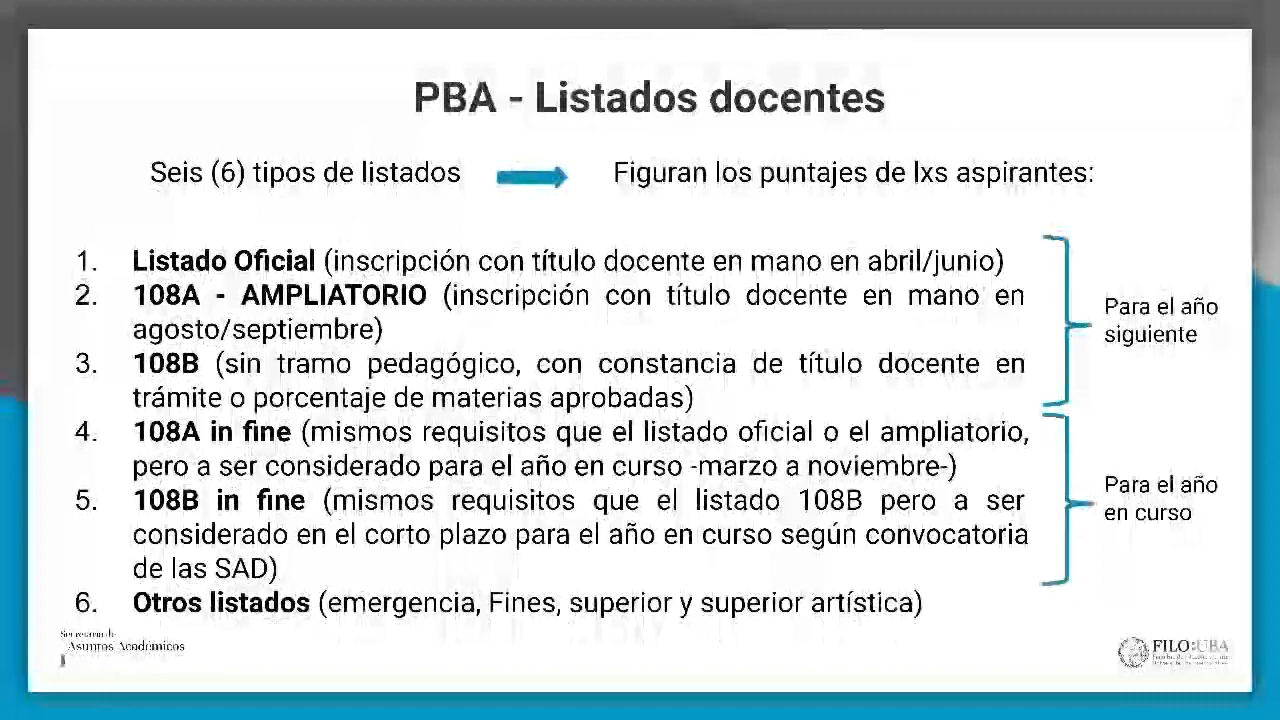 PBA - Listados docentes
Seis (6) tipos de listados
Figuran los puntajes de lxs aspirantes:
1. Listado Oficial (inscripción con título docente en mano en abril/junio)
2. 108A - AMPLIATORIO (inscripción con título docente en mano en
agosto/septiembre)
3. 108B (sin tramo pedagógico, con constancia de título docente en
trámite o porcentaje de materias aprobadas)
Para el año
siguiente
4. 108A in fine (mismos requisitos que el listado oficial o el ampliatorio,
pero a ser considerado para el año en curso -marzo a noviembre-)
5. 108B in fine (mismos requisitos que el listado 108B pero a ser
considerado en el corto plazo para el año en curso según convocatoria
de las SAD)
Para el año
en curso
6. Otros listados (emergencia, Fines, superior y superior artística)
Asuntos Académicos
FILO:UBA